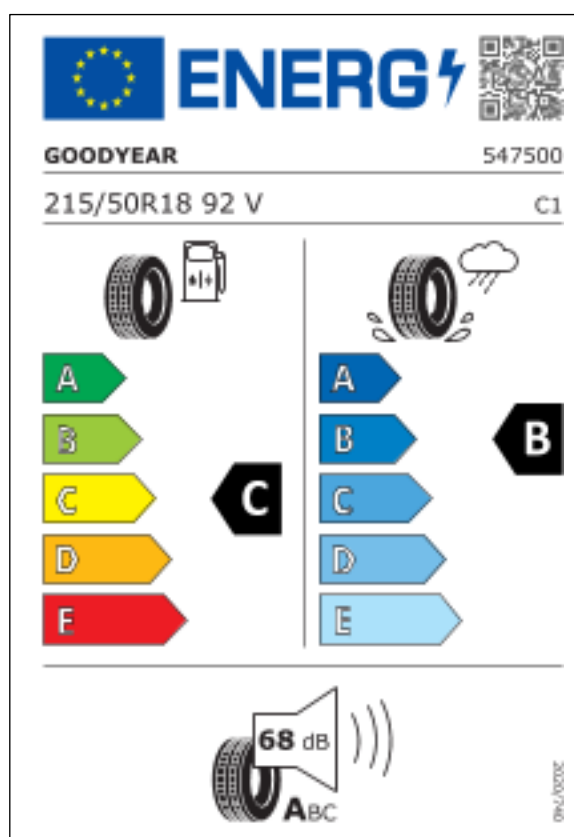 ENERG
GOODYEAR 547500
215/50R18 92 V C1
A A
B B B
C C C
D D
E E
68 dB
ABC
2020/740